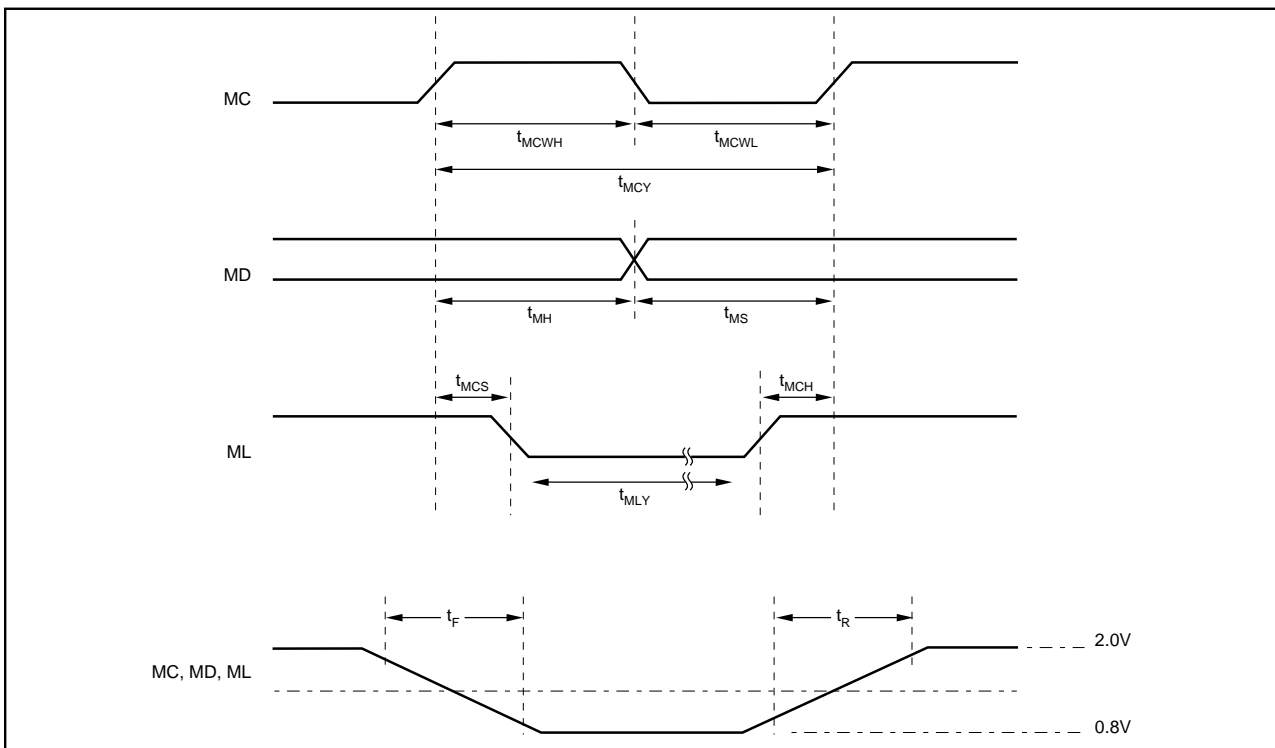 MC
tMCWH tMCWL
tMCY
MD
tMH tMS
tMCS tMCH
ML
tMLY
tF tR
2.0V
MC, MD, ML
0.8V